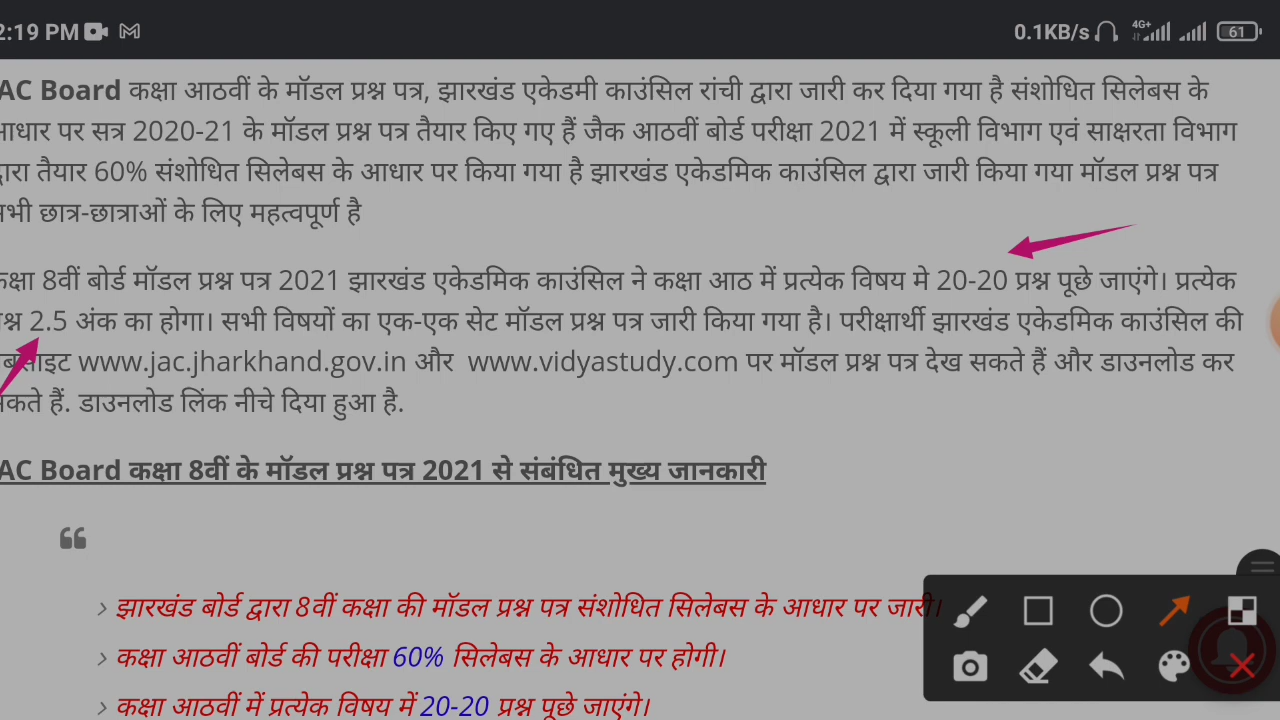 2:19 PM
0.1KB/s 4G+ 61
AC Board कक्षा आठवीं के मॉडल प्रश्न पत्र, झारखंड एकेडमी काउंसिल रांची द्वारा जारी कर दिया गया है संशोधित सिलेबस के
आधार पर सत्र 2020-21 के मॉडल प्रश्न पत्र तैयार किए गए हैं जैक आठवीं बोर्ड परीक्षा 2021 में स्कूली विभाग एवं साक्षरता विभाग
द्वारा तैयार 60% संशोधित सिलेबस के आधार पर किया गया है झारखंड एकेडमिक काउंसिल द्वारा जारी किया गया मॉडल प्रश्न पत्र
सभी छात्र-छात्राओं के लिए महत्वपूर्ण है
कक्षा 8वीं बोर्ड मॉडल प्रश्न पत्र 2021 झारखंड एकेडमिक काउंसिल ने कक्षा आठ में प्रत्येक विषय मे 20-20 प्रश्न पूछे जाएंगे। प्रत्येक
प्रश्न 2.5 अंक का होगा। सभी विषयों का एक-एक सेट मॉडल प्रश्न पत्र जारी किया गया है। परीक्षार्थी झारखंड एकेडमिक काउंसिल की
वेबसाइट www.jac.jharkhand.gov.in और www.vidyastudy.com पर मॉडल प्रश्न पत्र देख सकते हैं और डाउनलोड कर
सकते हैं. डाउनलोड लिंक नीचे दिया हुआ है.
AC Board कक्षा 8वीं के मॉडल प्रश्न पत्र 2021 से संबंधित मुख्य जानकारी
झारखंड बोर्ड द्वारा 8वीं कक्षा की मॉडल प्रश्न पत्र संशोधित सिलेबस के आधार पर जारी।
कक्षा आठवीं बोर्ड की परीक्षा 60% सिलेबस के आधार पर होगी।
कक्षा आठवीं में प्रत्येक विषय में 20-20 प्रश्न पूछे जाएंगे।